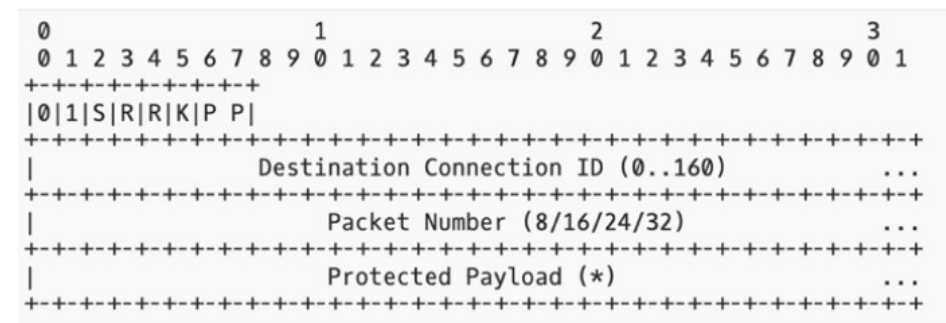 0                   1                   2                   3
0 1 2 3 4 5 6 7 8 9 0 1 2 3 4 5 6 7 8 9 0 1 2 3 4 5 6 7 8 9 0 1
+-+-+-+-+-+-+-+-+
|0|1|S|R|R|K|P P|
+-+-+-+-+-+-+-+-+-+-+-+-+-+-+-+-+-+-+-+-+-+-+-+-+-+-+-+-+-+-+-+-+
|                Destination Connection ID (0..160)           ...
+-+-+-+-+-+-+-+-+-+-+-+-+-+-+-+-+-+-+-+-+-+-+-+-+-+-+-+-+-+-+-+-+
|                     Packet Number (8/16/24/32)              ...
+-+-+-+-+-+-+-+-+-+-+-+-+-+-+-+-+-+-+-+-+-+-+-+-+-+-+-+-+-+-+-+-+
|                     Protected Payload (*)                   ...
+-+-+-+-+-+-+-+-+-+-+-+-+-+-+-+-+-+-+-+-+-+-+-+-+-+-+-+-+-+-+-+-+